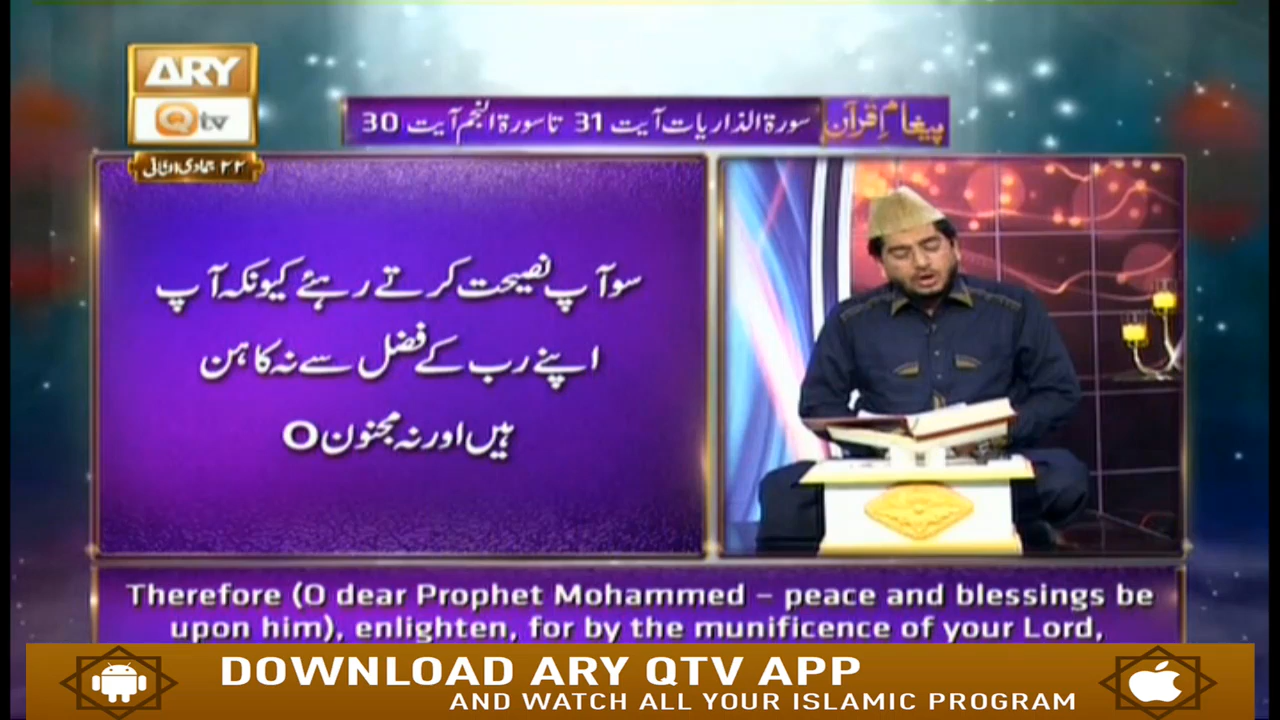 ARY
Qtv
۲۲ جمادی الثانی
پیغامِ قرآن سورۃ الذاریات آیت 31 تا سورۃ النجم آیت 30
سو آپ نصیحت کرتے رہئے کیونکہ آپ
اپنے رب کے فضل سے نہ کاہن
ہیں اور نہ مجنون O
Therefore (O dear Prophet Mohammed – peace and blessings be
upon him), enlighten, for by the munificence of your Lord,
DOWNLOAD ARY QTV APP
AND WATCH ALL YOUR ISLAMIC PROGRAM